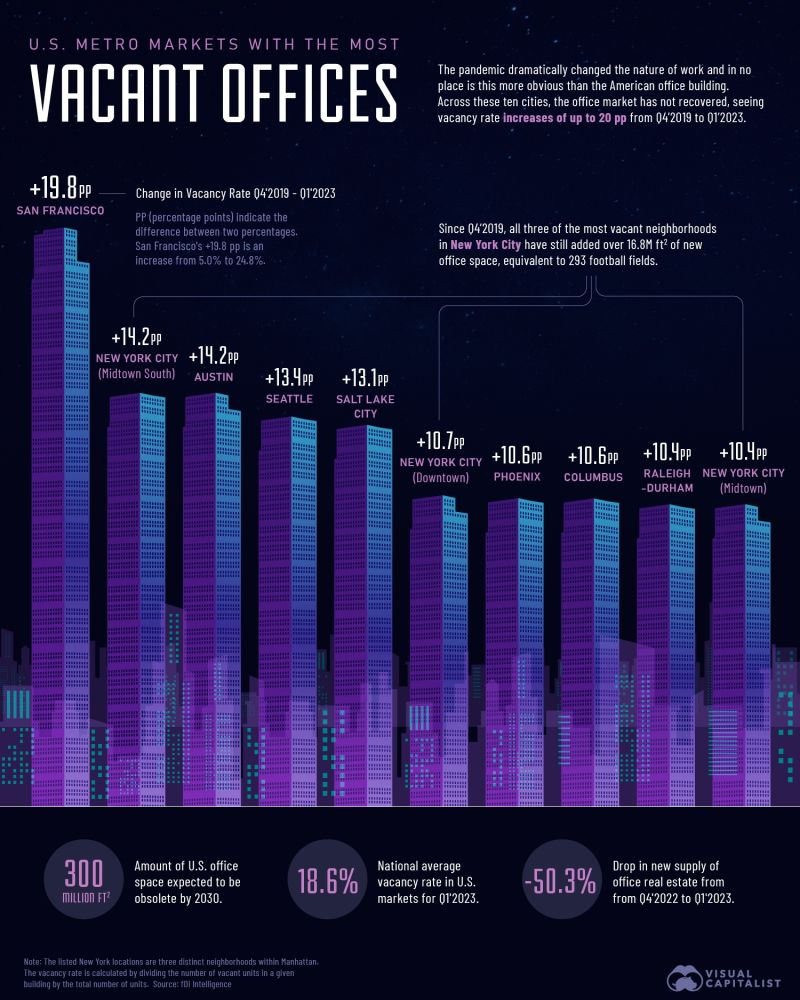 U.S. METRO MARKETS WITH THE MOST
VACANT OFFICES
The pandemic dramatically changed the nature of work and in no
place is this more obvious than the American office building.
Across these ten cities, the office market has not recovered, seeing
vacancy rate increases of up to 20 pp from Q4'2019 to Q1'2023.
+19.8PP
SAN FRANCISCO
Change in Vacancy Rate Q4'2019 - Q1'2023
PP (percentage points) indicate the
difference between two percentages.
San Francisco's +19.8 pp is an
increase from 5.0% to 24.8%.
Since Q4'2019, all three of the most vacant neighborhoods
in New York City have still added over 16.8M ft² of new
office space, equivalent to 293 football fields.
+14.2PP
NEW YORK CITY
(Midtown South)
+14.2PP
AUSTIN
+13.4PP
SEATTLE
+13.1PP
SALT LAKE
CITY
+10.7PP
NEW YORK CITY
(Downtown)
+10.6PP
PHOENIX
+10.6PP
COLUMBUS
+10.4PP
RALEIGH
-DURHAM
+10.4PP
NEW YORK CITY
(Midtown)
300
MILLION FT²
Amount of U.S. office
space expected to be
obsolete by 2030.
18.6%
National average
vacancy rate in U.S.
markets for Q1'2023.
-50.3%
Drop in new supply of
office real estate from
from Q4'2022 to Q1'2023.
Note: The listed New York locations are three distinct neighborhoods within Manhattan.
The vacancy rate is calculated by dividing the number of vacant units in a given
building by the total number of units. Source: fDi Intelligence
VISUAL
CAPITALIST